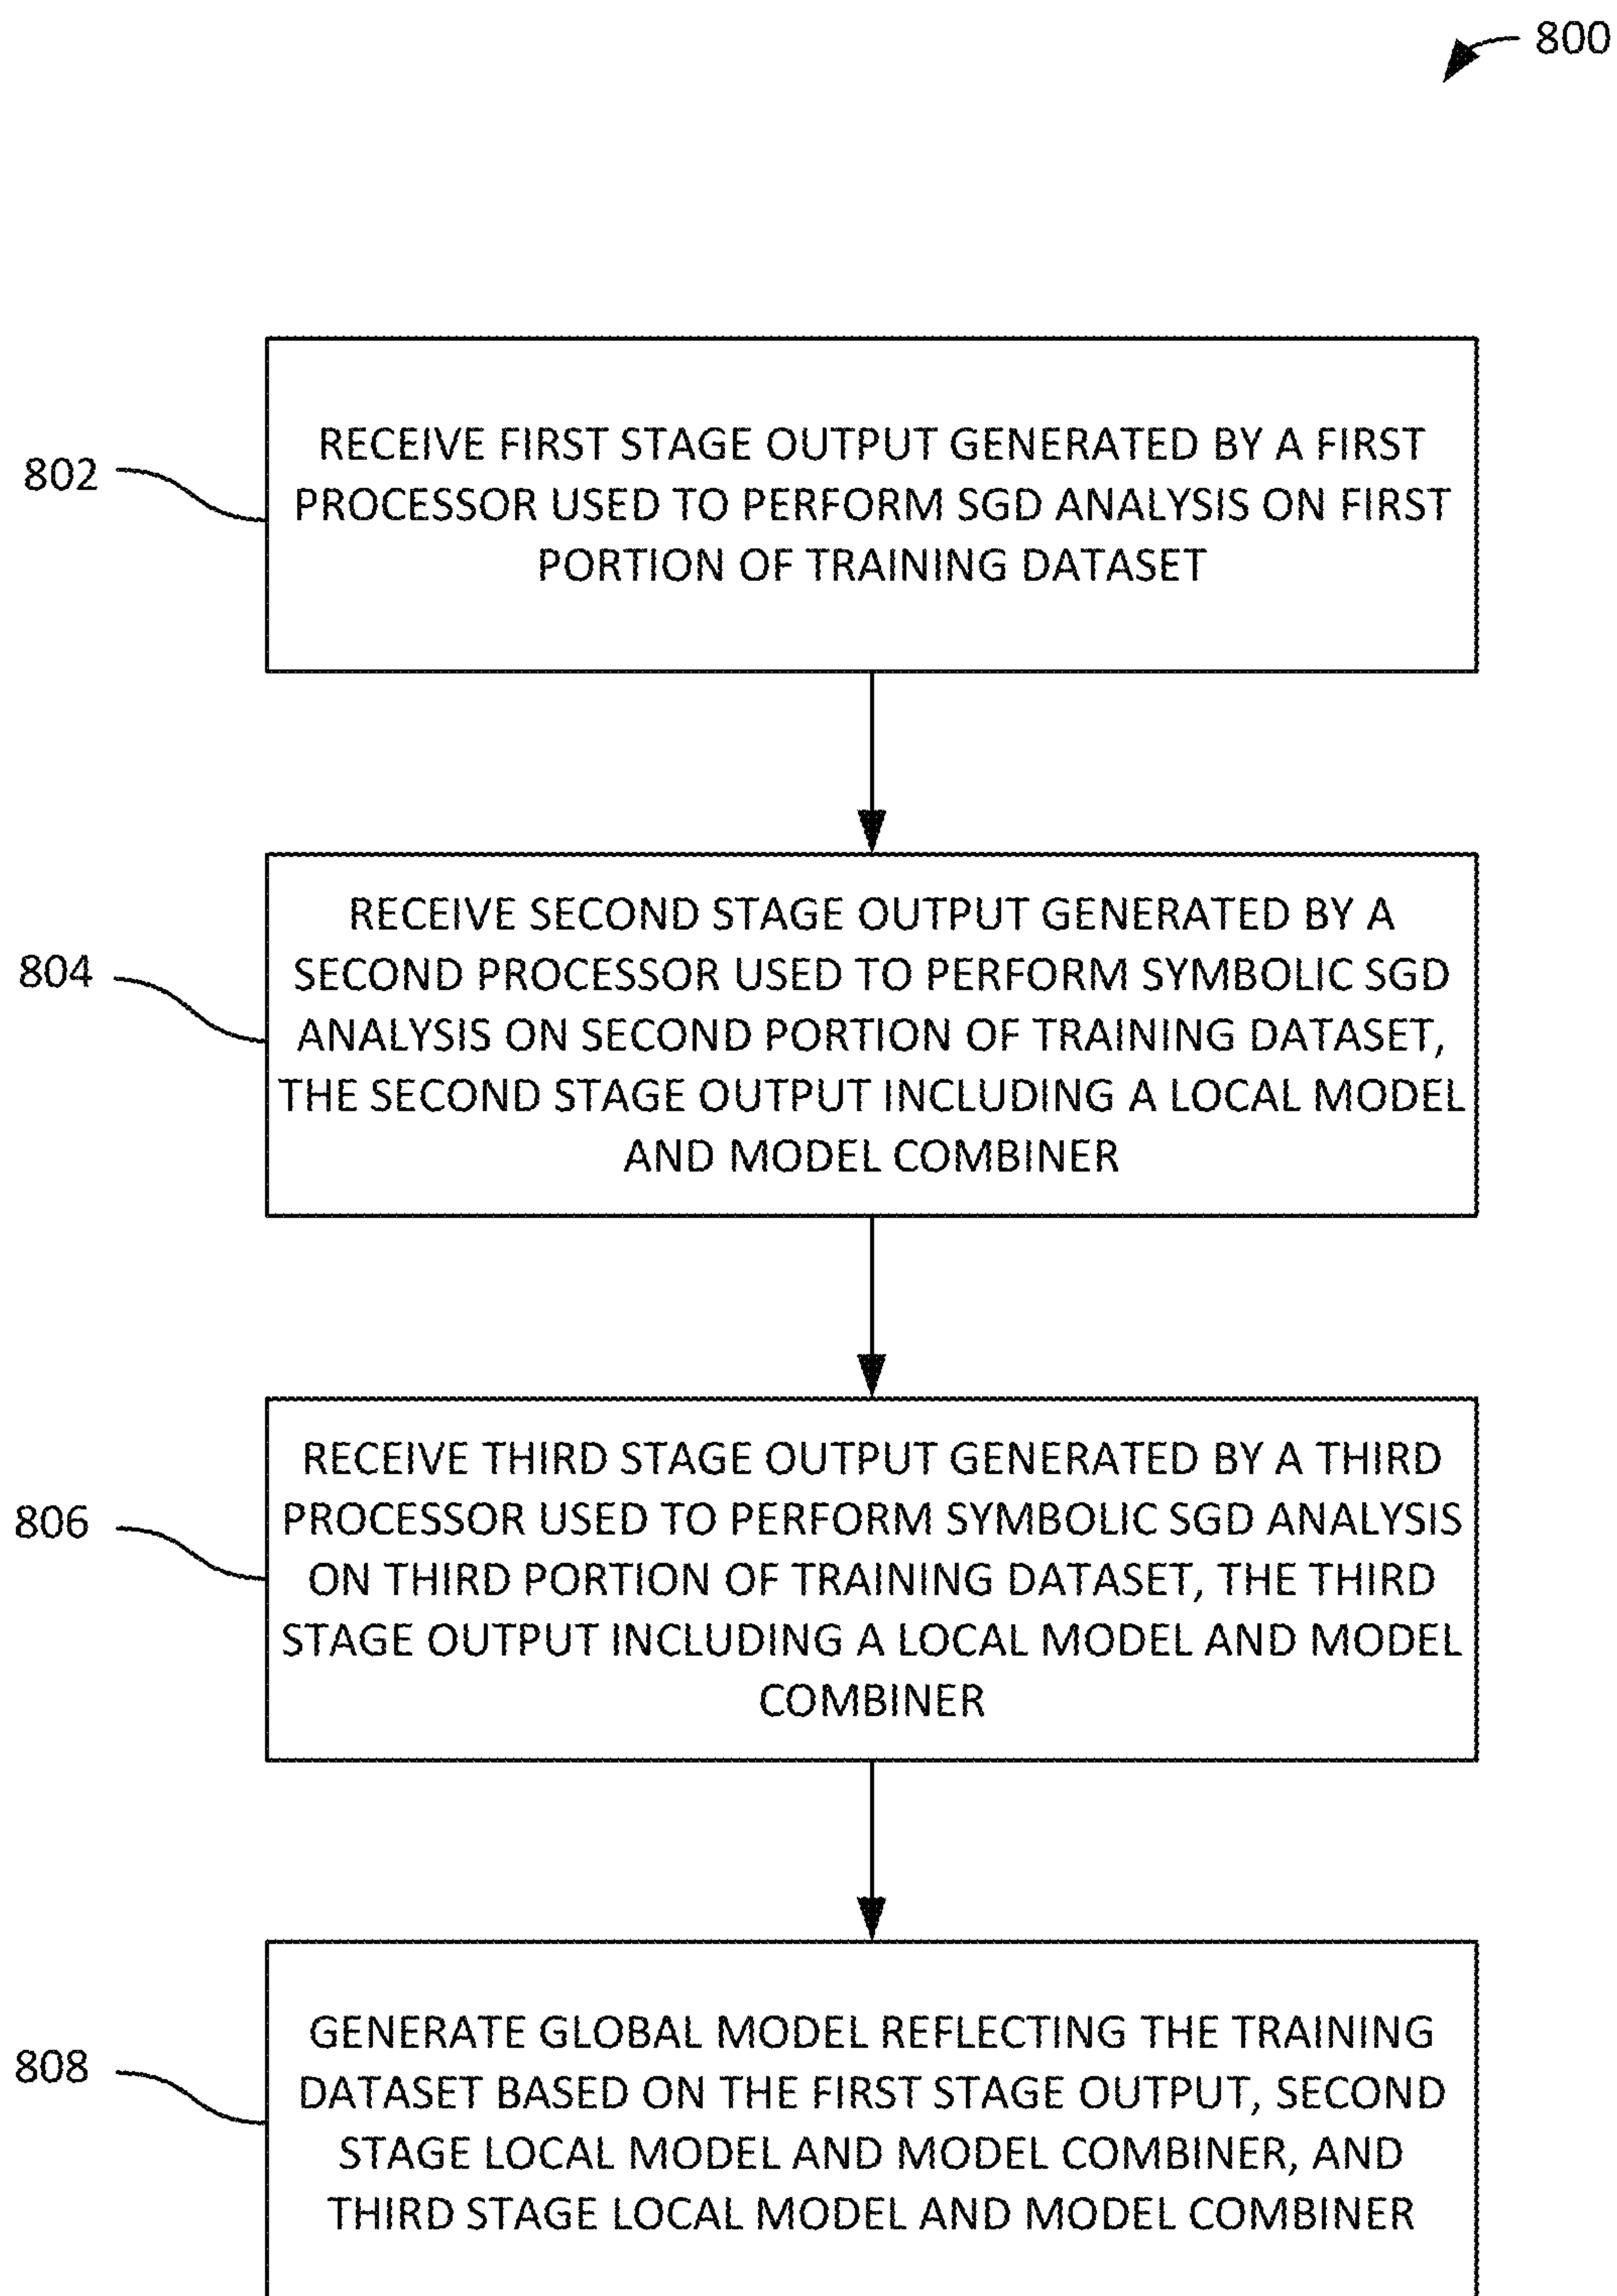 800
802
RECEIVE FIRST STAGE OUTPUT GENERATED BY A FIRST
PROCESSOR USED TO PERFORM SGD ANALYSIS ON FIRST
PORTION OF TRAINING DATASET
804
RECEIVE SECOND STAGE OUTPUT GENERATED BY A
SECOND PROCESSOR USED TO PERFORM SYMBOLIC SGD
ANALYSIS ON SECOND PORTION OF TRAINING DATASET,
THE SECOND STAGE OUTPUT INCLUDING A LOCAL MODEL
AND MODEL COMBINER
806
RECEIVE THIRD STAGE OUTPUT GENERATED BY A THIRD
PROCESSOR USED TO PERFORM SYMBOLIC SGD ANALYSIS
ON THIRD PORTION OF TRAINING DATASET, THE THIRD
STAGE OUTPUT INCLUDING A LOCAL MODEL AND MODEL
COMBINER
808
GENERATE GLOBAL MODEL REFLECTING THE TRAINING
DATASET BASED ON THE FIRST STAGE OUTPUT, SECOND
STAGE LOCAL MODEL AND MODEL COMBINER, AND
THIRD STAGE LOCAL MODEL AND MODEL COMBINER